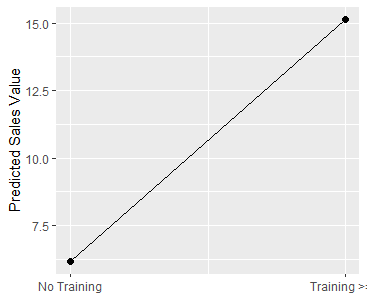 Predicted Sales Value
15.0
12.5
10.0
7.5
No Training
Training >